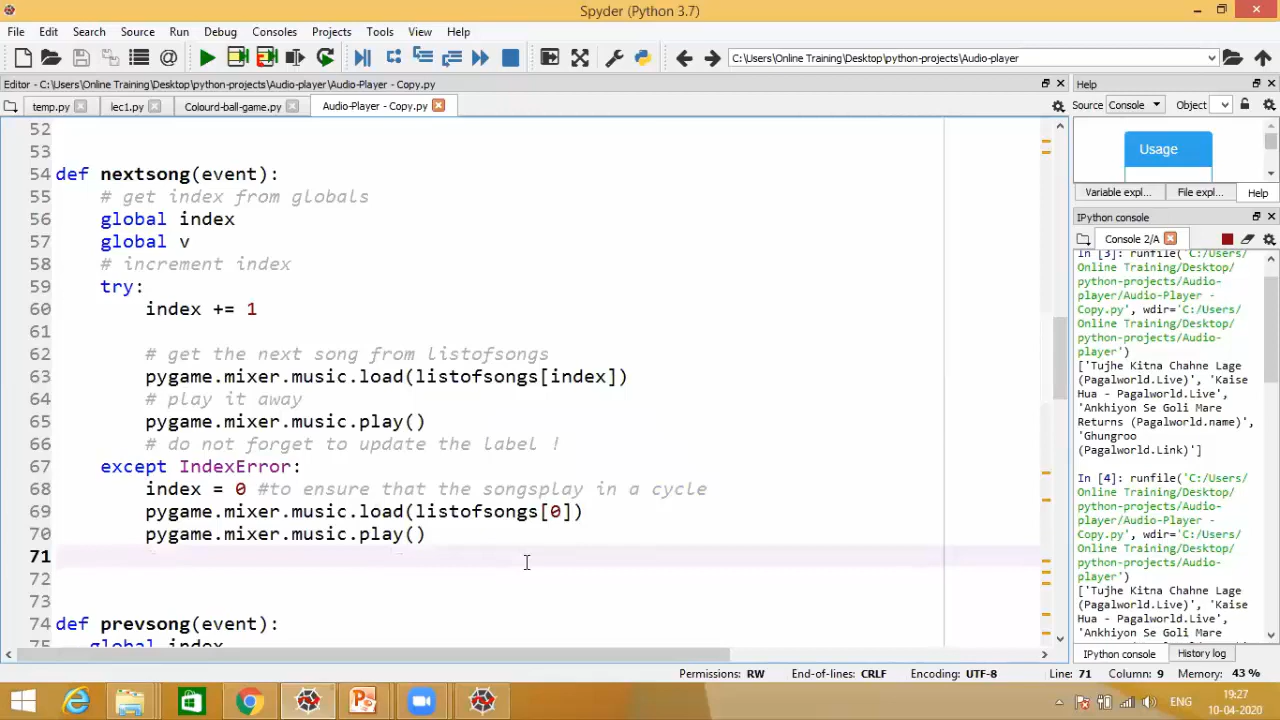 Spyder (Python 3.7)
File Edit Search Source Run Debug Consoles Projects Tools View Help
C:\Users\Online Training\Desktop\python-projects\Audio-player
Editor - C:\Users\Online Training\Desktop\python-projects\Audio-player\Audio-Player - Copy.py
temp.py lec1.py Colourd-ball-game.py Audio-Player - Copy.py
52
53
54 def nextsong(event):
55 # get index from globals
56 global index
57 global v
58 # increment index
59 try:
60 index += 1
61
62 # get the next song from listofsongs
63 pygame.mixer.music.load(listofsongs[index])
64 # play it away
65 pygame.mixer.music.play()
66 # do not forget to update the label !
67 except IndexError:
68 index = 0 #to ensure that the songsplay in a cycle
69 pygame.mixer.music.load(listofsongs[0])
70 pygame.mixer.music.play()
71
72
73
74 def prevsong(event):
75 global index
Help
Source Console Object
Usage
Variable expl... File expl... Help
IPython console
Console 2/A
In [3]: runfile('C:/Users/
Online Training/Desktop/
python-projects/Audio-
player/Audio-Player -
Copy.py', wdir='C:/Users/
Online Training/Desktop/
python-projects/Audio-
player')
['Tujhe Kitna Chahne Lage
(Pagalworld.Live)', 'Kaise
Hua - Pagalworld.Live',
'Ankhiyon Se Goli Mare
Returns (Pagalworld.name)',
'Ghungroo
(Pagalworld.Link)']
In [4]: runfile('C:/Users/
Online Training/Desktop/
python-projects/Audio-
player/Audio-Player -
Copy.py', wdir='C:/Users/
Online Training/Desktop/
python-projects/Audio-
player')
['Tujhe Kitna Chahne Lage
(Pagalworld.Live)', 'Kaise
Hua - Pagalworld.Live',
'Ankhiyon Se Goli Mare
IPython console History log
Permissions: RW End-of-lines: CRLF Encoding: UTF-8 Line: 71 Column: 9 Memory: 43 %
ENG
19:27
10-04-2020